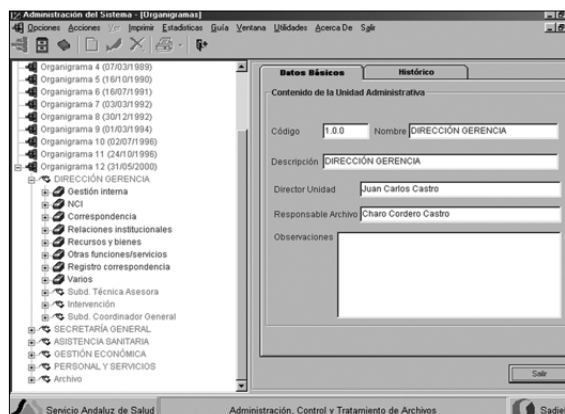 Administración del Sistema - [Organigramas]
Opciones Acciones Ver Imprimir Estadísticas Guía Ventana Utilidades Acerca De Salir
Organigrama 4 (07/03/1989)
Organigrama 5 (16/10/1990)
Organigrama 6 (16/07/1991)
Organigrama 7 (03/03/1992)
Organigrama 8 (30/12/1992)
Organigrama 9 (01/03/1994)
Organigrama 10 (02/07/1996)
Organigrama 11 (24/10/1996)
Organigrama 12 (31/05/2000)
DIRECCIÓN GERENCIA
Gestión interna
NCI
Correspondencia
Relaciones institucionales
Recursos y bienes
Otras funciones/servicios
Registro correspondencia
Varios
Subd. Técnica Asesora
Intervención
Subd. Coordinador General
SECRETARÍA GENERAL
ASISTENCIA SANITARIA
GESTIÓN ECONÓMICA
PERSONAL Y SERVICIOS
Archivo
Datos Básicos Histórico
Contenido de la Unidad Administrativa
Código 1.0.0 Nombre DIRECCIÓN GERENCIA
Descripción DIRECCIÓN GERENCIA
Director Unidad Juan Carlos Castro
Responsable Archivo Charo Cordero Castro
Observaciones
Salir
Servicio Andaluz de Salud Administración, Control y Tratamiento de Archivos Sadiel